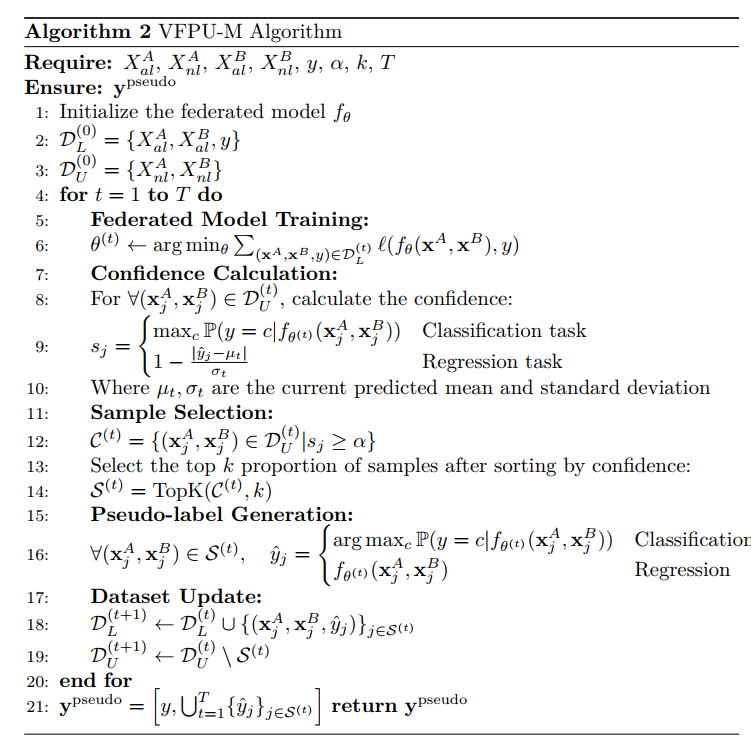 Algorithm 2 VFPU-M Algorithm
Require: $X_{al}^A$, $X_{nl}^A$, $X_{al}^B$, $X_{nl}^B$, $y$, $\alpha$, $k$, $T$
Ensure: $\mathbf{y}^{\text{pseudo}}$
1: Initialize the federated model $f_\theta$
2: $\mathcal{D}_L^{(0)} = \{X_{al}^A, X_{al}^B, y\}$
3: $\mathcal{D}_U^{(0)} = \{X_{nl}^A, X_{nl}^B\}$
4: for $t = 1$ to $T$ do
5: Federated Model Training:
6: $\theta^{(t)} \leftarrow \arg\min_\theta \sum_{(\mathbf{x}^A, \mathbf{x}^B, y) \in \mathcal{D}_L^{(t)}} \ell(f_\theta(\mathbf{x}^A, \mathbf{x}^B), y)$
7: Confidence Calculation:
8: For $\forall(\mathbf{x}_j^A, \mathbf{x}_j^B) \in \mathcal{D}_U^{(t)}$, calculate the confidence:
9: $s_j = \begin{cases} \max_c \mathbb{P}(y = c | f_{\theta^{(t)}}(\mathbf{x}_j^A, \mathbf{x}_j^B)) & \text{Classification task} \\ 1 - \frac{|\hat{y}_j - \mu_t|}{\sigma_t} & \text{Regression task} \end{cases}$
10: Where $\mu_t, \sigma_t$ are the current predicted mean and standard deviation
11: Sample Selection:
12: $\mathcal{C}^{(t)} = \{(\mathbf{x}_j^A, \mathbf{x}_j^B) \in \mathcal{D}_U^{(t)} | s_j \geq \alpha\}$
13: Select the top $k$ proportion of samples after sorting by confidence:
14: $\mathcal{S}^{(t)} = \text{TopK}(\mathcal{C}^{(t)}, k)$
15: Pseudo-label Generation:
16: $\forall(\mathbf{x}_j^A, \mathbf{x}_j^B) \in \mathcal{S}^{(t)}, \quad \hat{y}_j = \begin{cases} \arg\max_c \mathbb{P}(y = c | f_{\theta^{(t)}}(\mathbf{x}_j^A, \mathbf{x}_j^B)) & \text{Classification} \\ f_{\theta^{(t)}}(\mathbf{x}_j^A, \mathbf{x}_j^B) & \text{Regression} \end{cases}$
17: Dataset Update:
18: $\mathcal{D}_L^{(t+1)} \leftarrow \mathcal{D}_L^{(t)} \cup \{(\mathbf{x}_j^A, \mathbf{x}_j^B, \hat{y}_j)\}_{j \in \mathcal{S}^{(t)}}$
19: $\mathcal{D}_U^{(t+1)} \leftarrow \mathcal{D}_U^{(t)} \setminus \mathcal{S}^{(t)}$
20: end for
21: $\mathbf{y}^{\text{pseudo}} = \left[y, \bigcup_{t=1}^T \{\hat{y}_j\}_{j \in \mathcal{S}^{(t)}}\right]$ return $\mathbf{y}^{\text{pseudo}}$